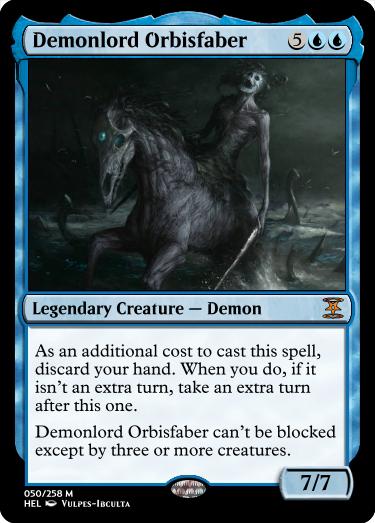 Demonlord Orbisfaber 5
Legendary Creature — Demon
As an additional cost to cast this spell,
discard your hand. When you do, if it
isn't an extra turn, take an extra turn
after this one.
Demonlord Orbisfaber can't be blocked
except by three or more creatures.
7/7
050/258 M
HEL Vulpes-Ibculta